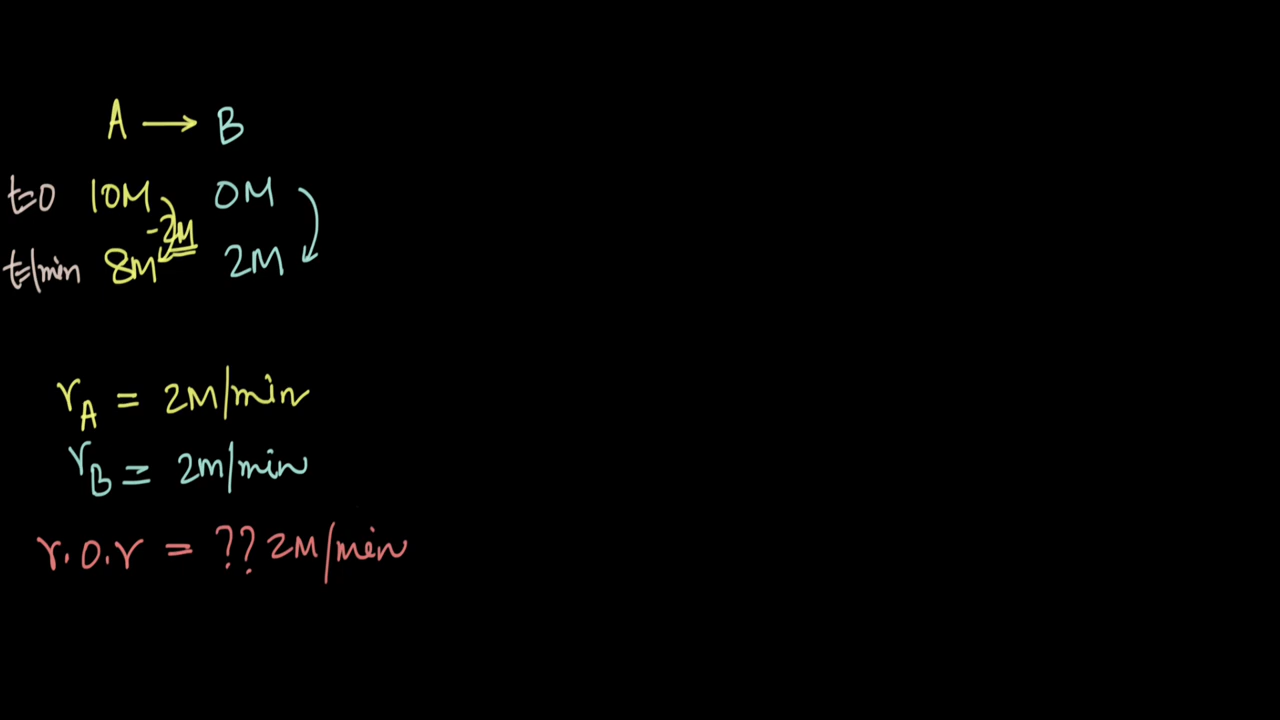 A → B
t=0 10M 0M
-2M
t=1min 8M 2M
r_A = 2M/min
r_B = 2M/min
r.o.r = ?? 2M/min